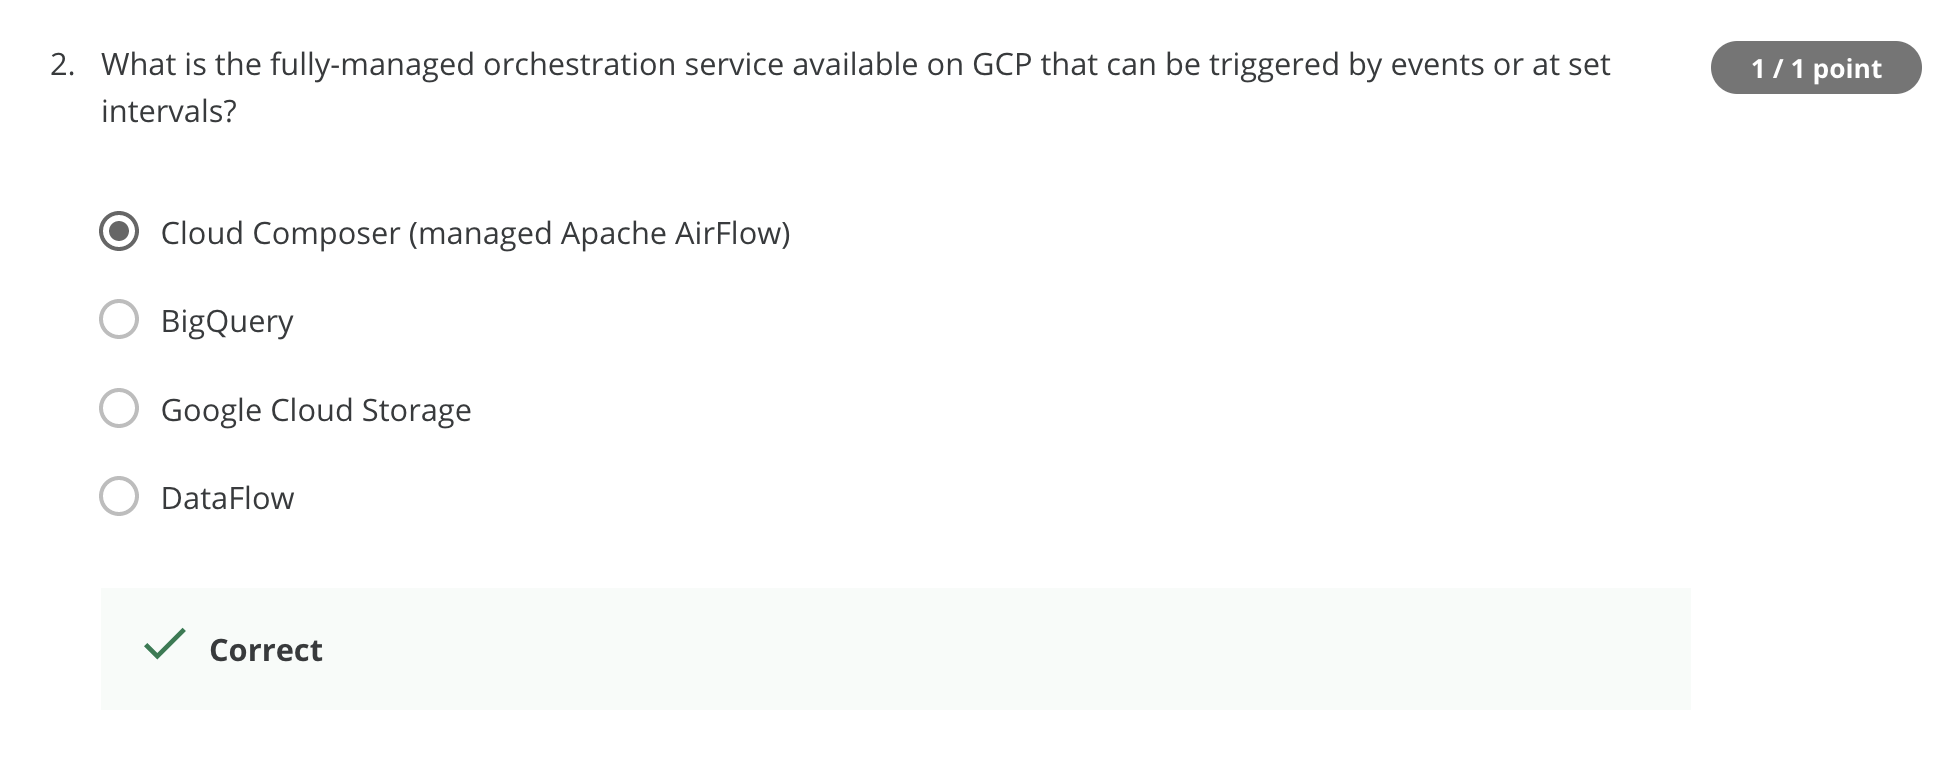 2. What is the fully-managed orchestration service available on GCP that can be triggered by events or at set
intervals?
1 / 1 point
Cloud Composer (managed Apache AirFlow)
BigQuery
Google Cloud Storage
DataFlow
Correct